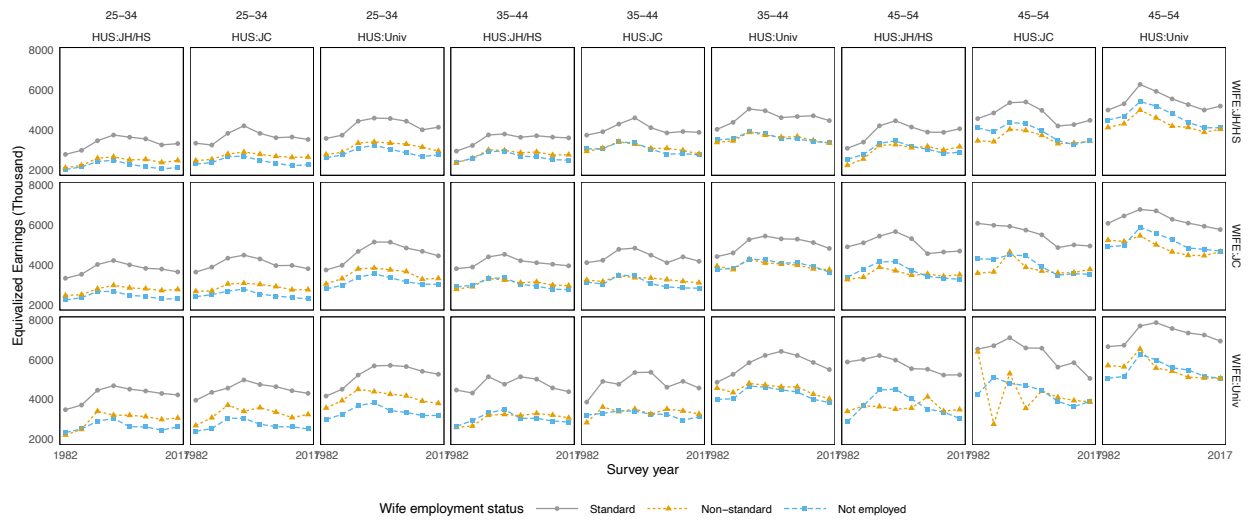 25−34 25−34 25−34 35−44 35−44 35−44 45−54 45−54 45−54
HUS:JH/HS HUS:JC HUS:Univ HUS:JH/HS HUS:JC HUS:Univ HUS:JH/HS HUS:JC HUS:Univ
Equivalized Earnings (Thousand)
8000
6000
4000
2000
WIFE:JH/HS
8000
6000
4000
2000
WIFE:JC
8000
6000
4000
2000
WIFE:Univ
1982 2017 1982 2017 1982 2017 1982 2017 1982 2017 1982 2017 1982 2017 1982 2017 1982 2017
Survey year
Wife employment status Standard Non−standard Not employed